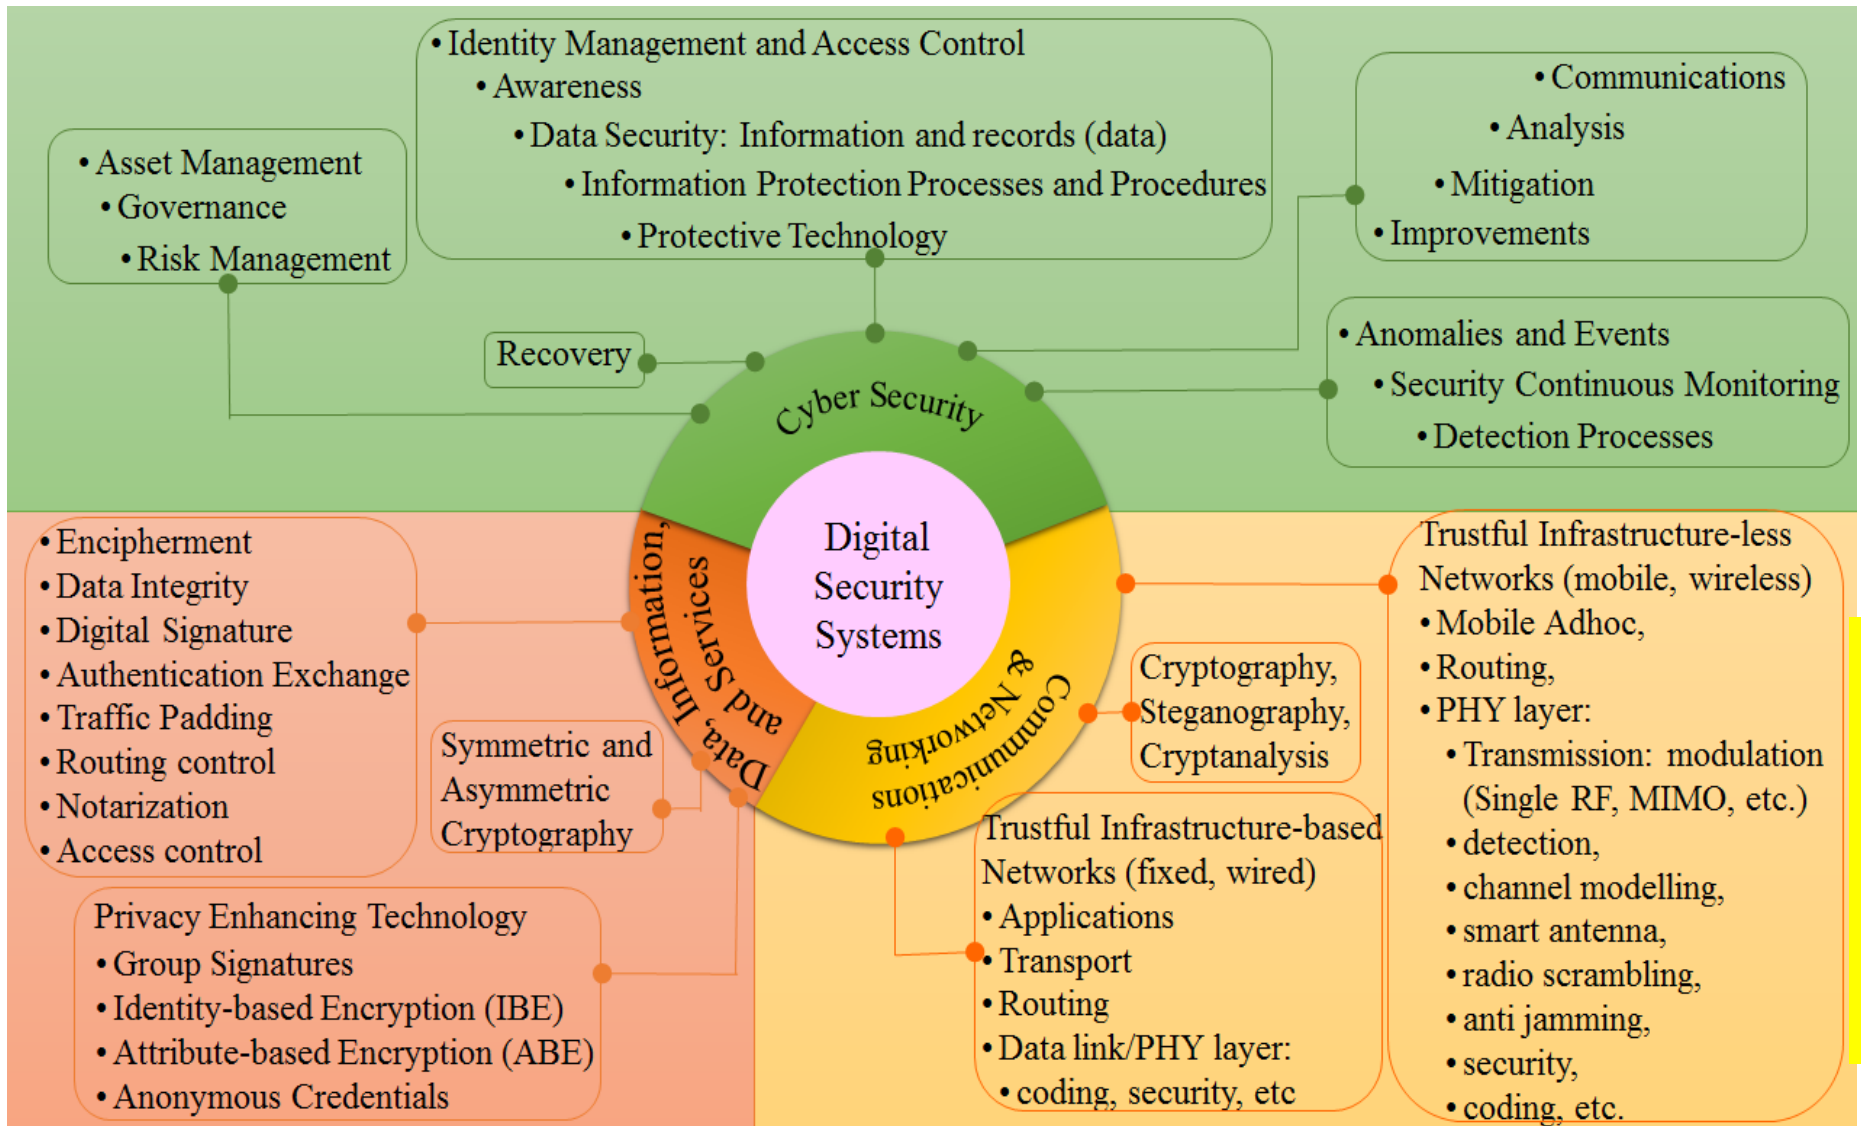 • Identity Management and Access Control
• Awareness
• Data Security: Information and records (data)
• Information Protection Processes and Procedures
• Protective Technology
• Communications
• Analysis
• Mitigation
• Improvements
• Asset Management
• Governance
• Risk Management
Recovery
• Anomalies and Events
• Security Continuous Monitoring
• Detection Processes
Cyber Security
Digital
Security
Systems
Data, Information,
and Services
Communications
& Networking
• Encipherment
• Data Integrity
• Digital Signature
• Authentication Exchange
• Traffic Padding
• Routing control
• Notarization
• Access control
Symmetric and
Asymmetric
Cryptography
Privacy Enhancing Technology
• Group Signatures
• Identity-based Encryption (IBE)
• Attribute-based Encryption (ABE)
• Anonymous Credentials
Cryptography,
Steganography,
Cryptanalysis
Trustful Infrastructure-based
Networks (fixed, wired)
• Applications
• Transport
• Routing
• Data link/PHY layer:
• coding, security, etc
Trustful Infrastructure-less
Networks (mobile, wireless)
• Mobile Adhoc,
• Routing,
• PHY layer:
• Transmission: modulation
(Single RF, MIMO, etc.)
• detection,
• channel modelling,
• smart antenna,
• radio scrambling,
• anti jamming,
• security,
• coding, etc.